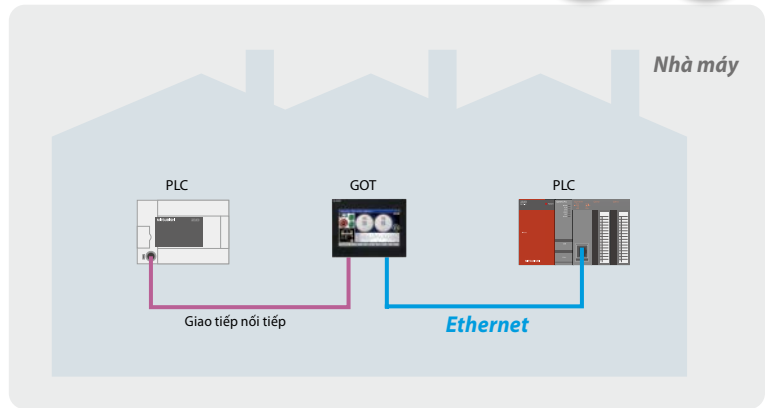 Nhà máy
PLC
GOT
PLC
Giao tiếp nối tiếp
Ethernet